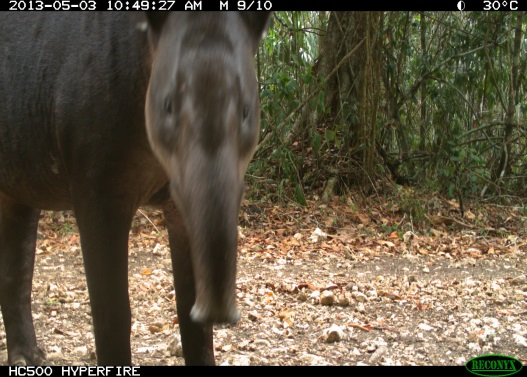 2013-05-03 10:49:27 AM M 9/10 30°C
HC500 HYPERFIRE
RECONYX